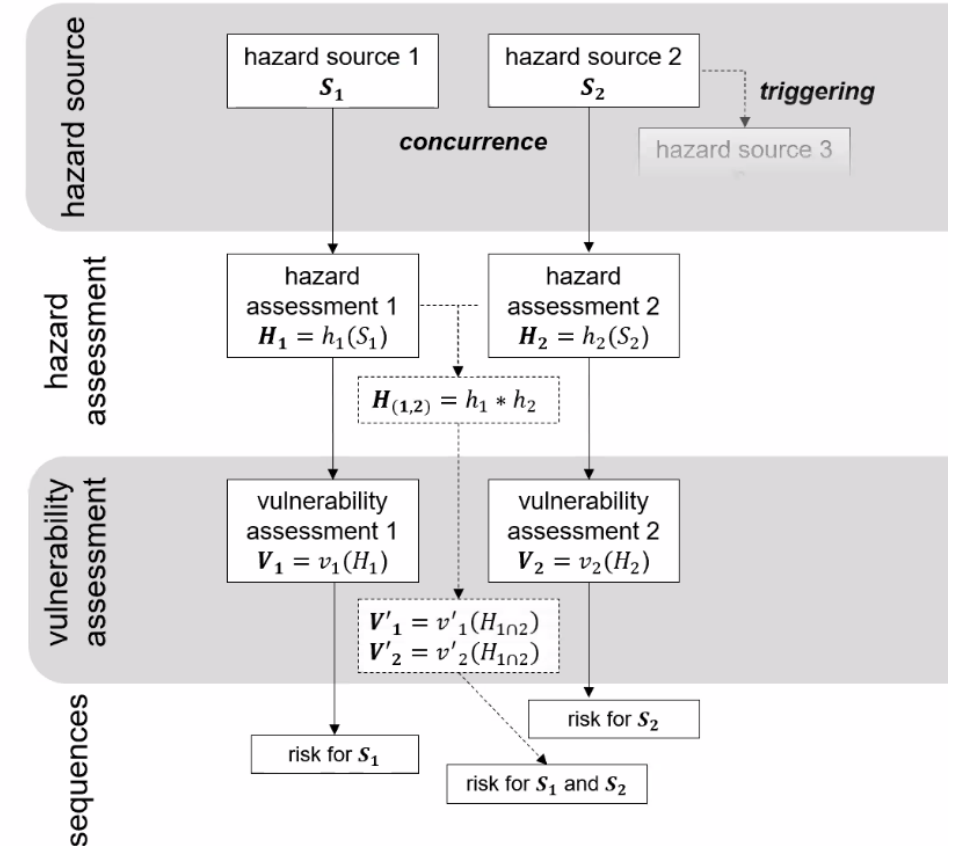 hazard source
hazard source 1
S₁
hazard source 2
S₂
triggering
concurrence
hazard source 3
hazard
assessment
hazard
assessment 1
H₁ = h₁(S₁)
hazard
assessment 2
H₂ = h₂(S₂)
H₍₁,₂₎ = h₁ * h₂
vulnerability
assessment
vulnerability
assessment 1
V₁ = v₁(H₁)
vulnerability
assessment 2
V₂ = v₂(H₂)
V'₁ = v'₁(H₁∩₂)
V'₂ = v'₂(H₁∩₂)
sequences
risk for S₂
risk for S₁
risk for S₁ and S₂